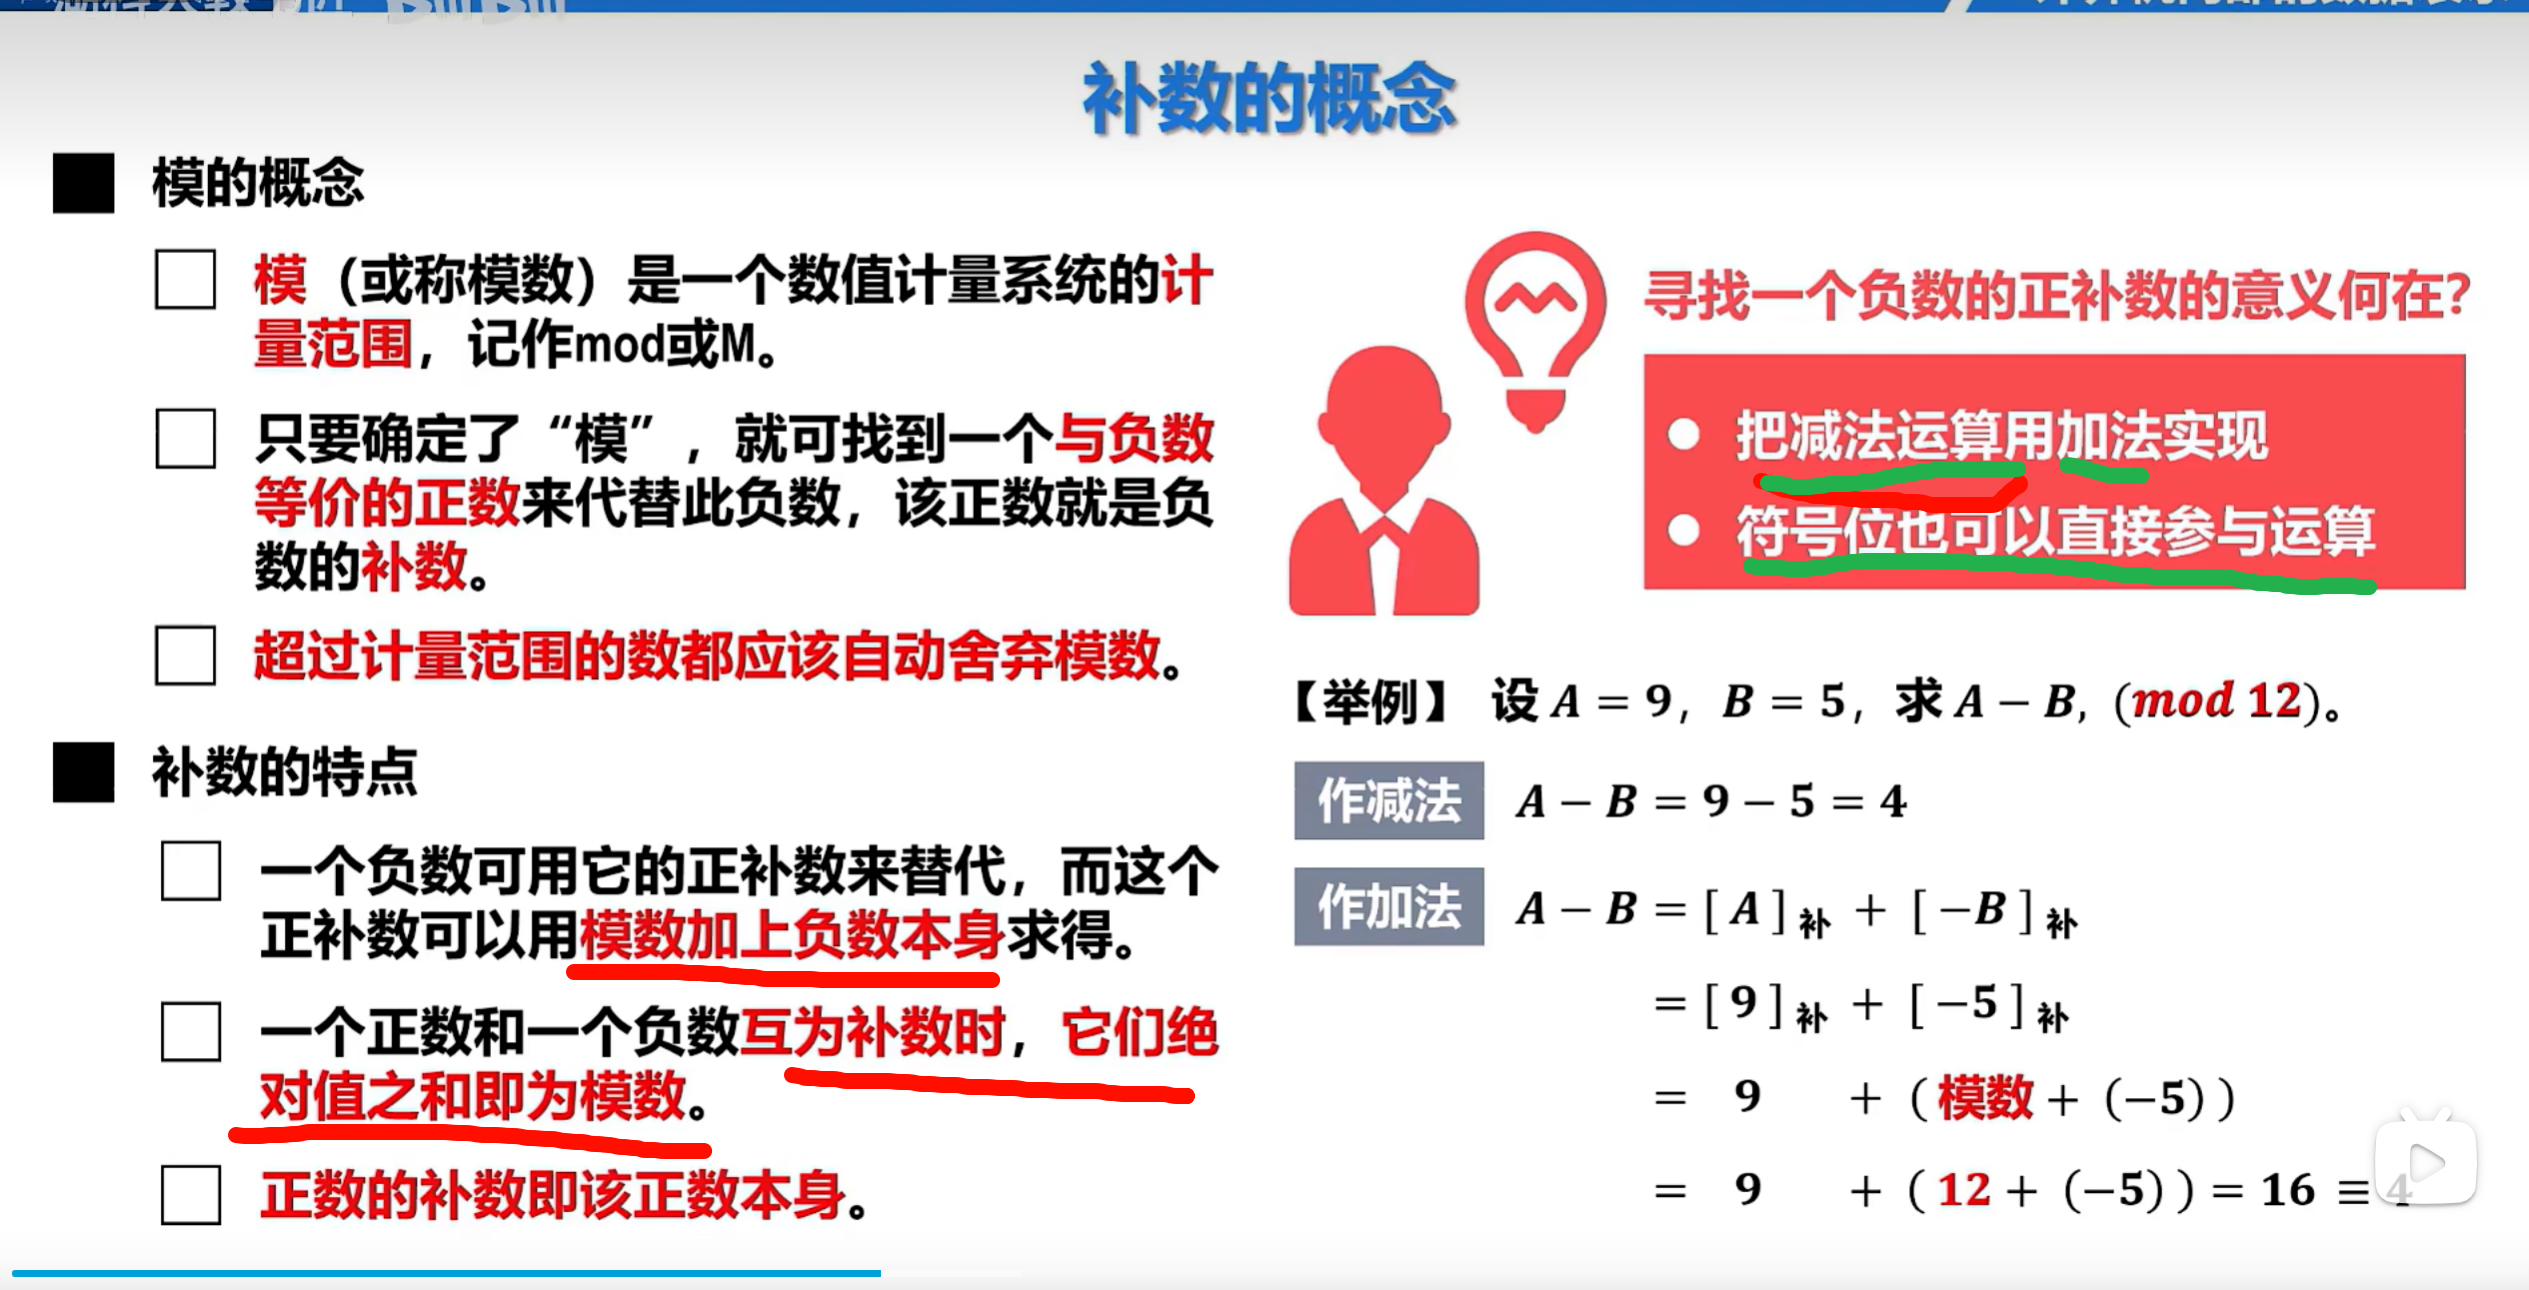 补数的概念
模的概念
模（或称模数）是一个数值计量系统的计
量范围，记作mod或M。
只要确定了“模”，就可找到一个与负数
等价的正数来代替此负数，该正数就是负
数的补数。
超过计量范围的数都应该自动舍弃模数。
补数的特点
一个负数可用它的正补数来替代，而这个
正补数可以用模数加上负数本身求得。
一个正数和一个负数互为补数时，它们绝
对值之和即为模数。
正数的补数即该正数本身。
寻找一个负数的正补数的意义何在？
● 把减法运算用加法实现
● 符号位也可以直接参与运算
【举例】 设 A = 9, B = 5, 求 A − B, (mod 12)。
作减法 A − B = 9 − 5 = 4
作加法 A − B = [ A ]补 + [ −B ]补
= [ 9 ]补 + [ −5 ]补
= 9 + ( 模数 + (−5) )
= 9 + ( 12 + (−5) ) = 16 ≡ 4